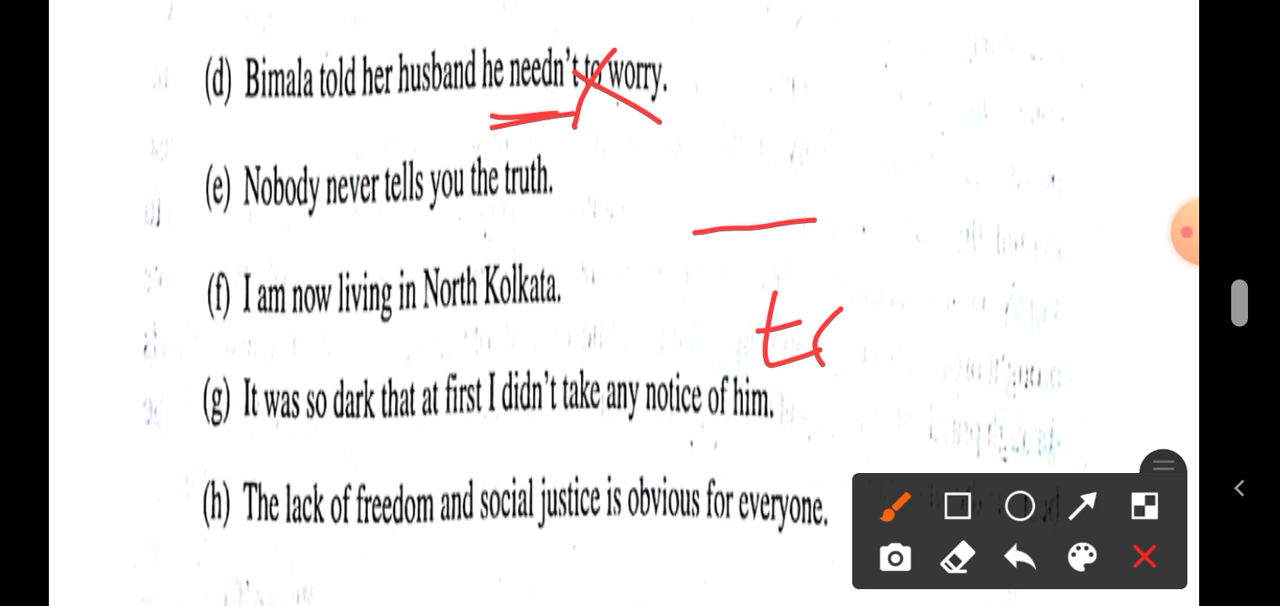 (d) Bimala told her husband he needn't to worry.
(e) Nobody never tells you the truth.
(f) I am now living in North Kolkata.
(g) It was so dark that at first I didn't take any notice of him.
(h) The lack of freedom and social justice is obvious for everyone.